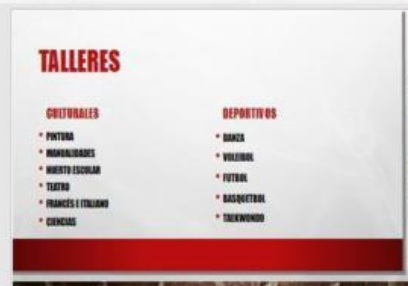 TALLERES
CULTURALES
• PINTURA
• MANUALIDADES
• HUERTO ESCOLAR
• TEATRO
• FRANCÉS E ITALIANO
• CIENCIAS
DEPORTIVOS
• DANZA
• VOLEIBOL
• FUTBOL
• BASQUETBOL
• TAEKWONDO